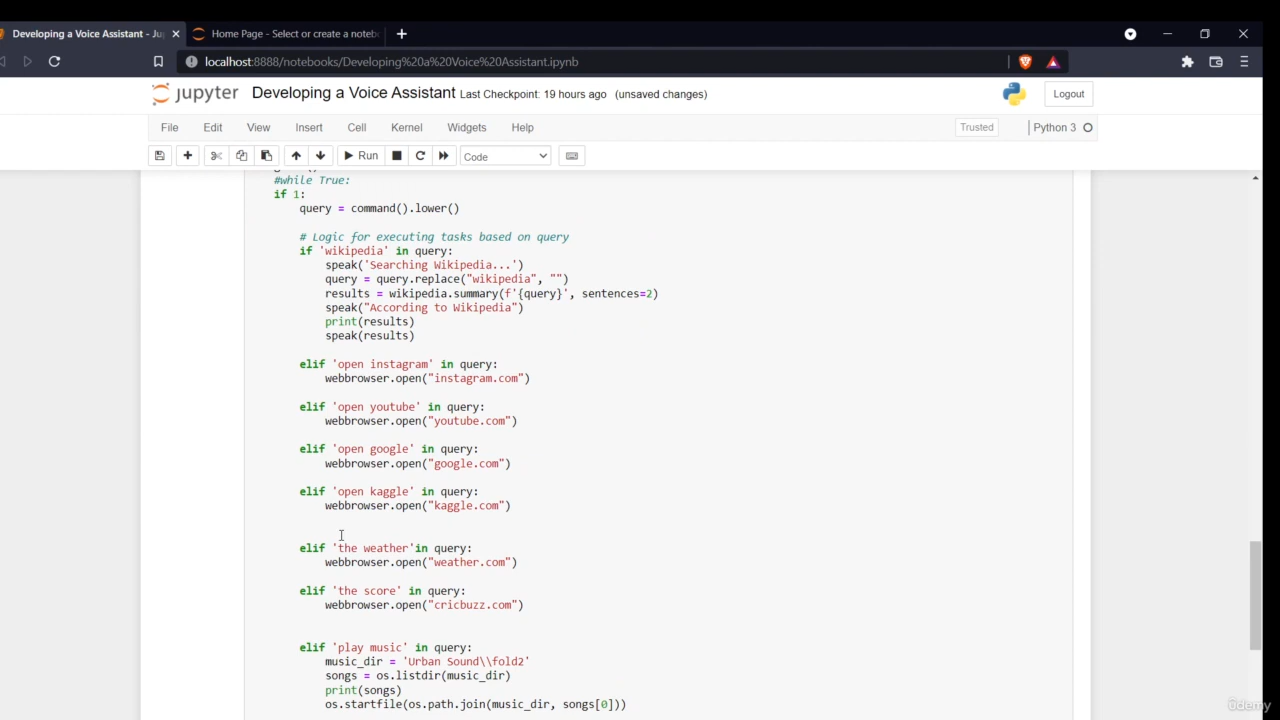 Developing a Voice Assistant - Ju
Home Page - Select or create a noteb
localhost:8888/notebooks/Developing%20a%20Voice%20Assistant.ipynb
jupyter Developing a Voice Assistant Last Checkpoint: 19 hours ago (unsaved changes)
Logout
File Edit View Insert Cell Kernel Widgets Help
Trusted
Python 3
Run
Code
#while True:
if 1:
query = command().lower()
# Logic for executing tasks based on query
if 'wikipedia' in query:
speak('Searching Wikipedia...')
query = query.replace("wikipedia", "")
results = wikipedia.summary(f'{query}', sentences=2)
speak("According to Wikipedia")
print(results)
speak(results)
elif 'open instagram' in query:
webbrowser.open("instagram.com")
elif 'open youtube' in query:
webbrowser.open("youtube.com")
elif 'open google' in query:
webbrowser.open("google.com")
elif 'open kaggle' in query:
webbrowser.open("kaggle.com")
elif 'the weather'in query:
webbrowser.open("weather.com")
elif 'the score' in query:
webbrowser.open("cricbuzz.com")
elif 'play music' in query:
music_dir = 'Urban Sound\\fold2'
songs = os.listdir(music_dir)
print(songs)
os.startfile(os.path.join(music_dir, songs[0]))
ûdemy